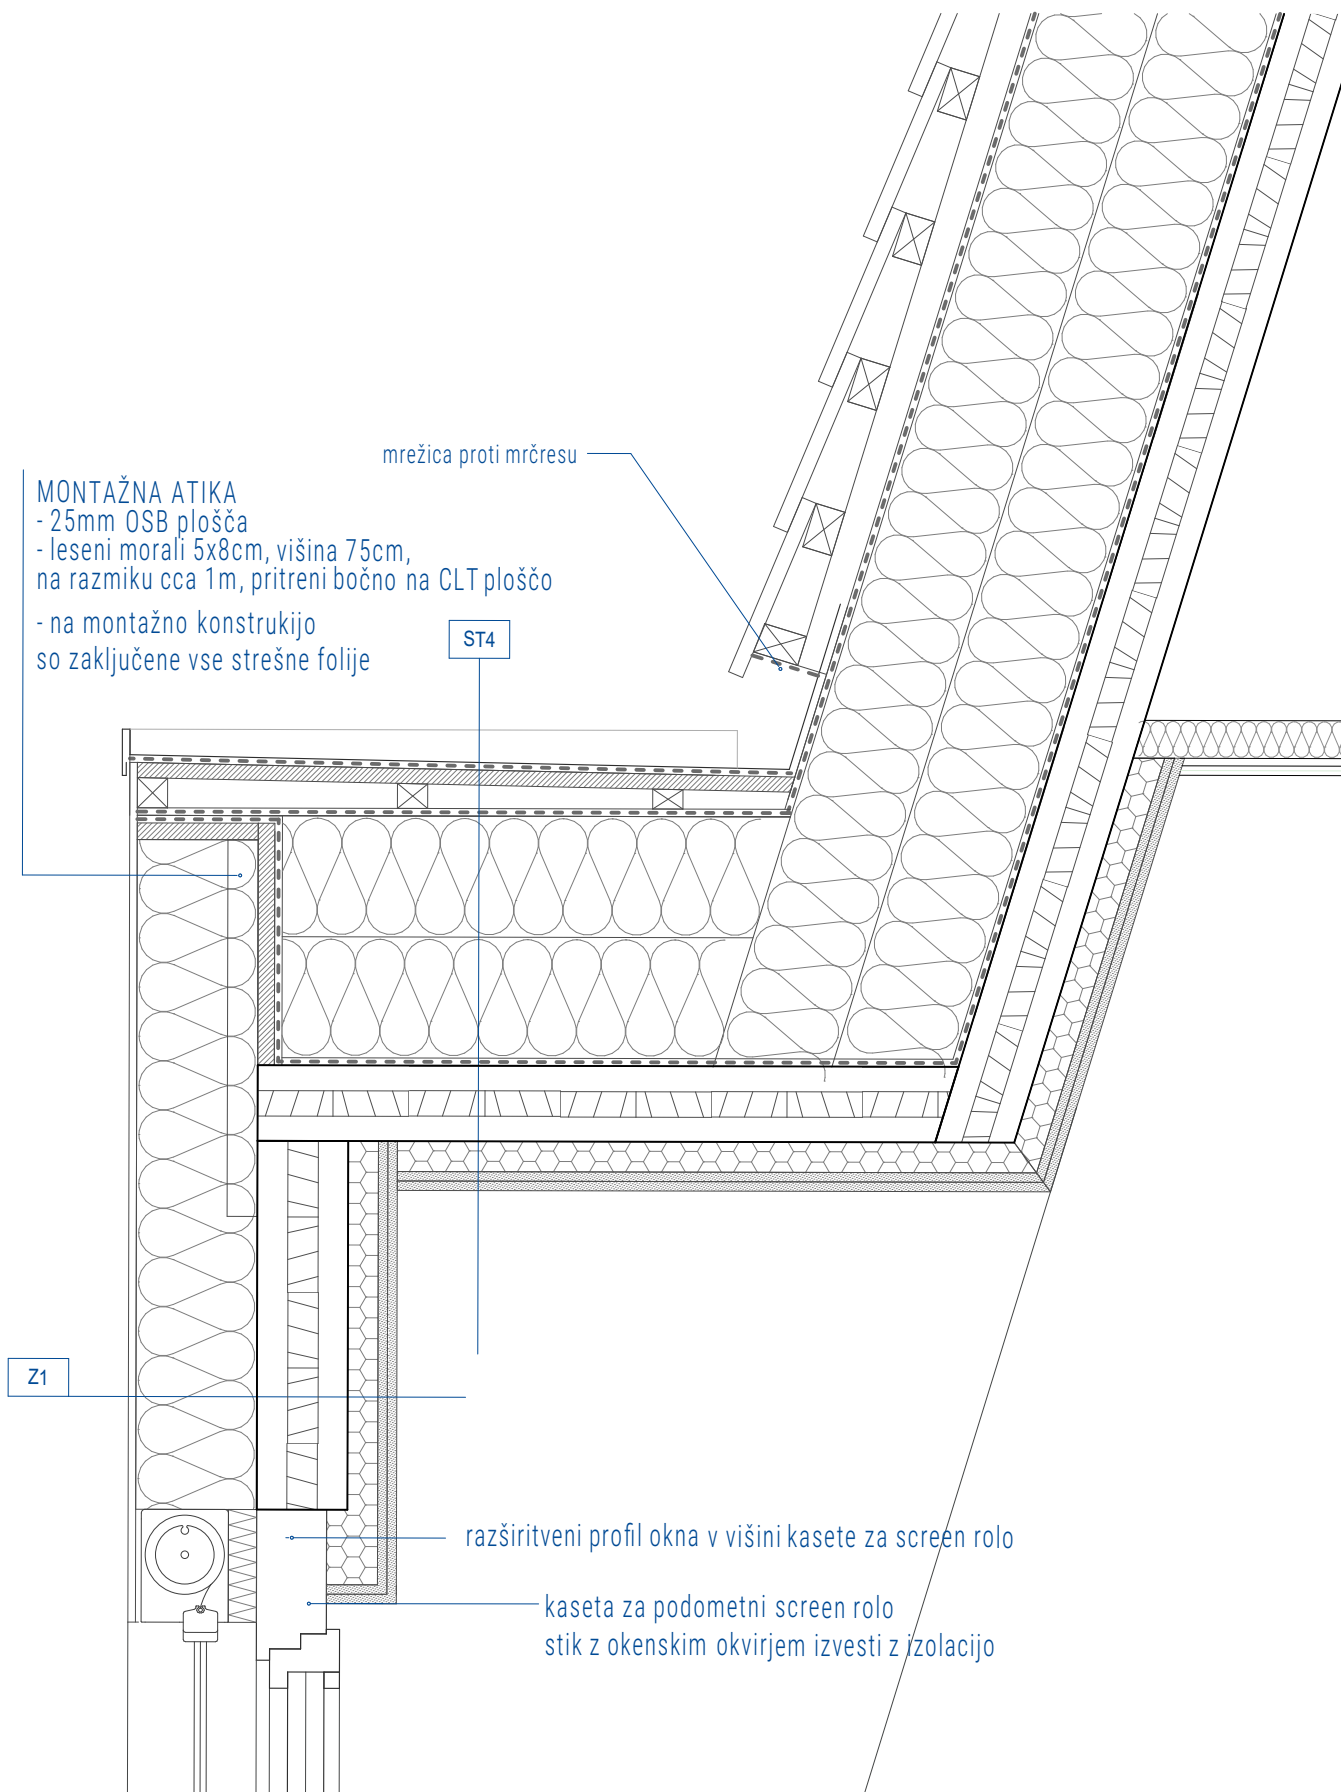 mrežica proti mrčresu
MONTAŽNA ATIKA
- 25mm OSB plošča
- leseni morali 5x8cm, višina 75cm,
na razmiku cca 1m, pritreni bočno na CLT ploščo
- na montažno konstrukijo
so zaključene vse strešne folije
ST4
Z1
razširitveni profil okna v višini kasete za screen rolo
kaseta za podometni screen rolo
stik z okenskim okvirjem izvesti z izolacijo